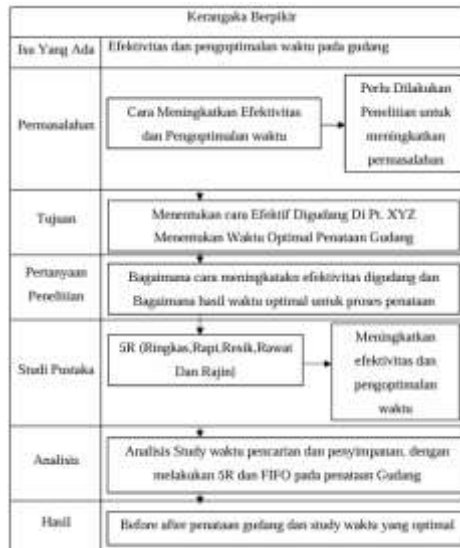 Kerangka Berpikir
Isu Yang Ada
Efektivitas dan pengoptimalan waktu pada gudang
Permasalahan
Cara Meningkatkan Efektivitas
dan Pengoptimalan waktu
Perlu Dilakukan
Penelitian untuk
meningkatkan
permasalahan
Tujuan
Menentukan cara Efektif Digudang Di Pt. XYZ
Menentukan Waktu Optimal Penataan Gudang
Pertanyaan
Penelitian
Bagaimana cara meningkatakn efektivitas digudang dan
Bagaimana hasil waktu optimal untuk proses penataan
Studi Pustaka
5R (Ringkas,Rapi,Resik,Rawat
Dan Rajin)
Meningkatkan
efektivitas dan
pengoptimalan
waktu
Analisis
Analisis Study waktu pencarian dan penyimpanan, dengan
melakukan 5R dan FIFO pada penataan Gudang
Hasil
Before after penataan gudang dan study waktu yang optimal